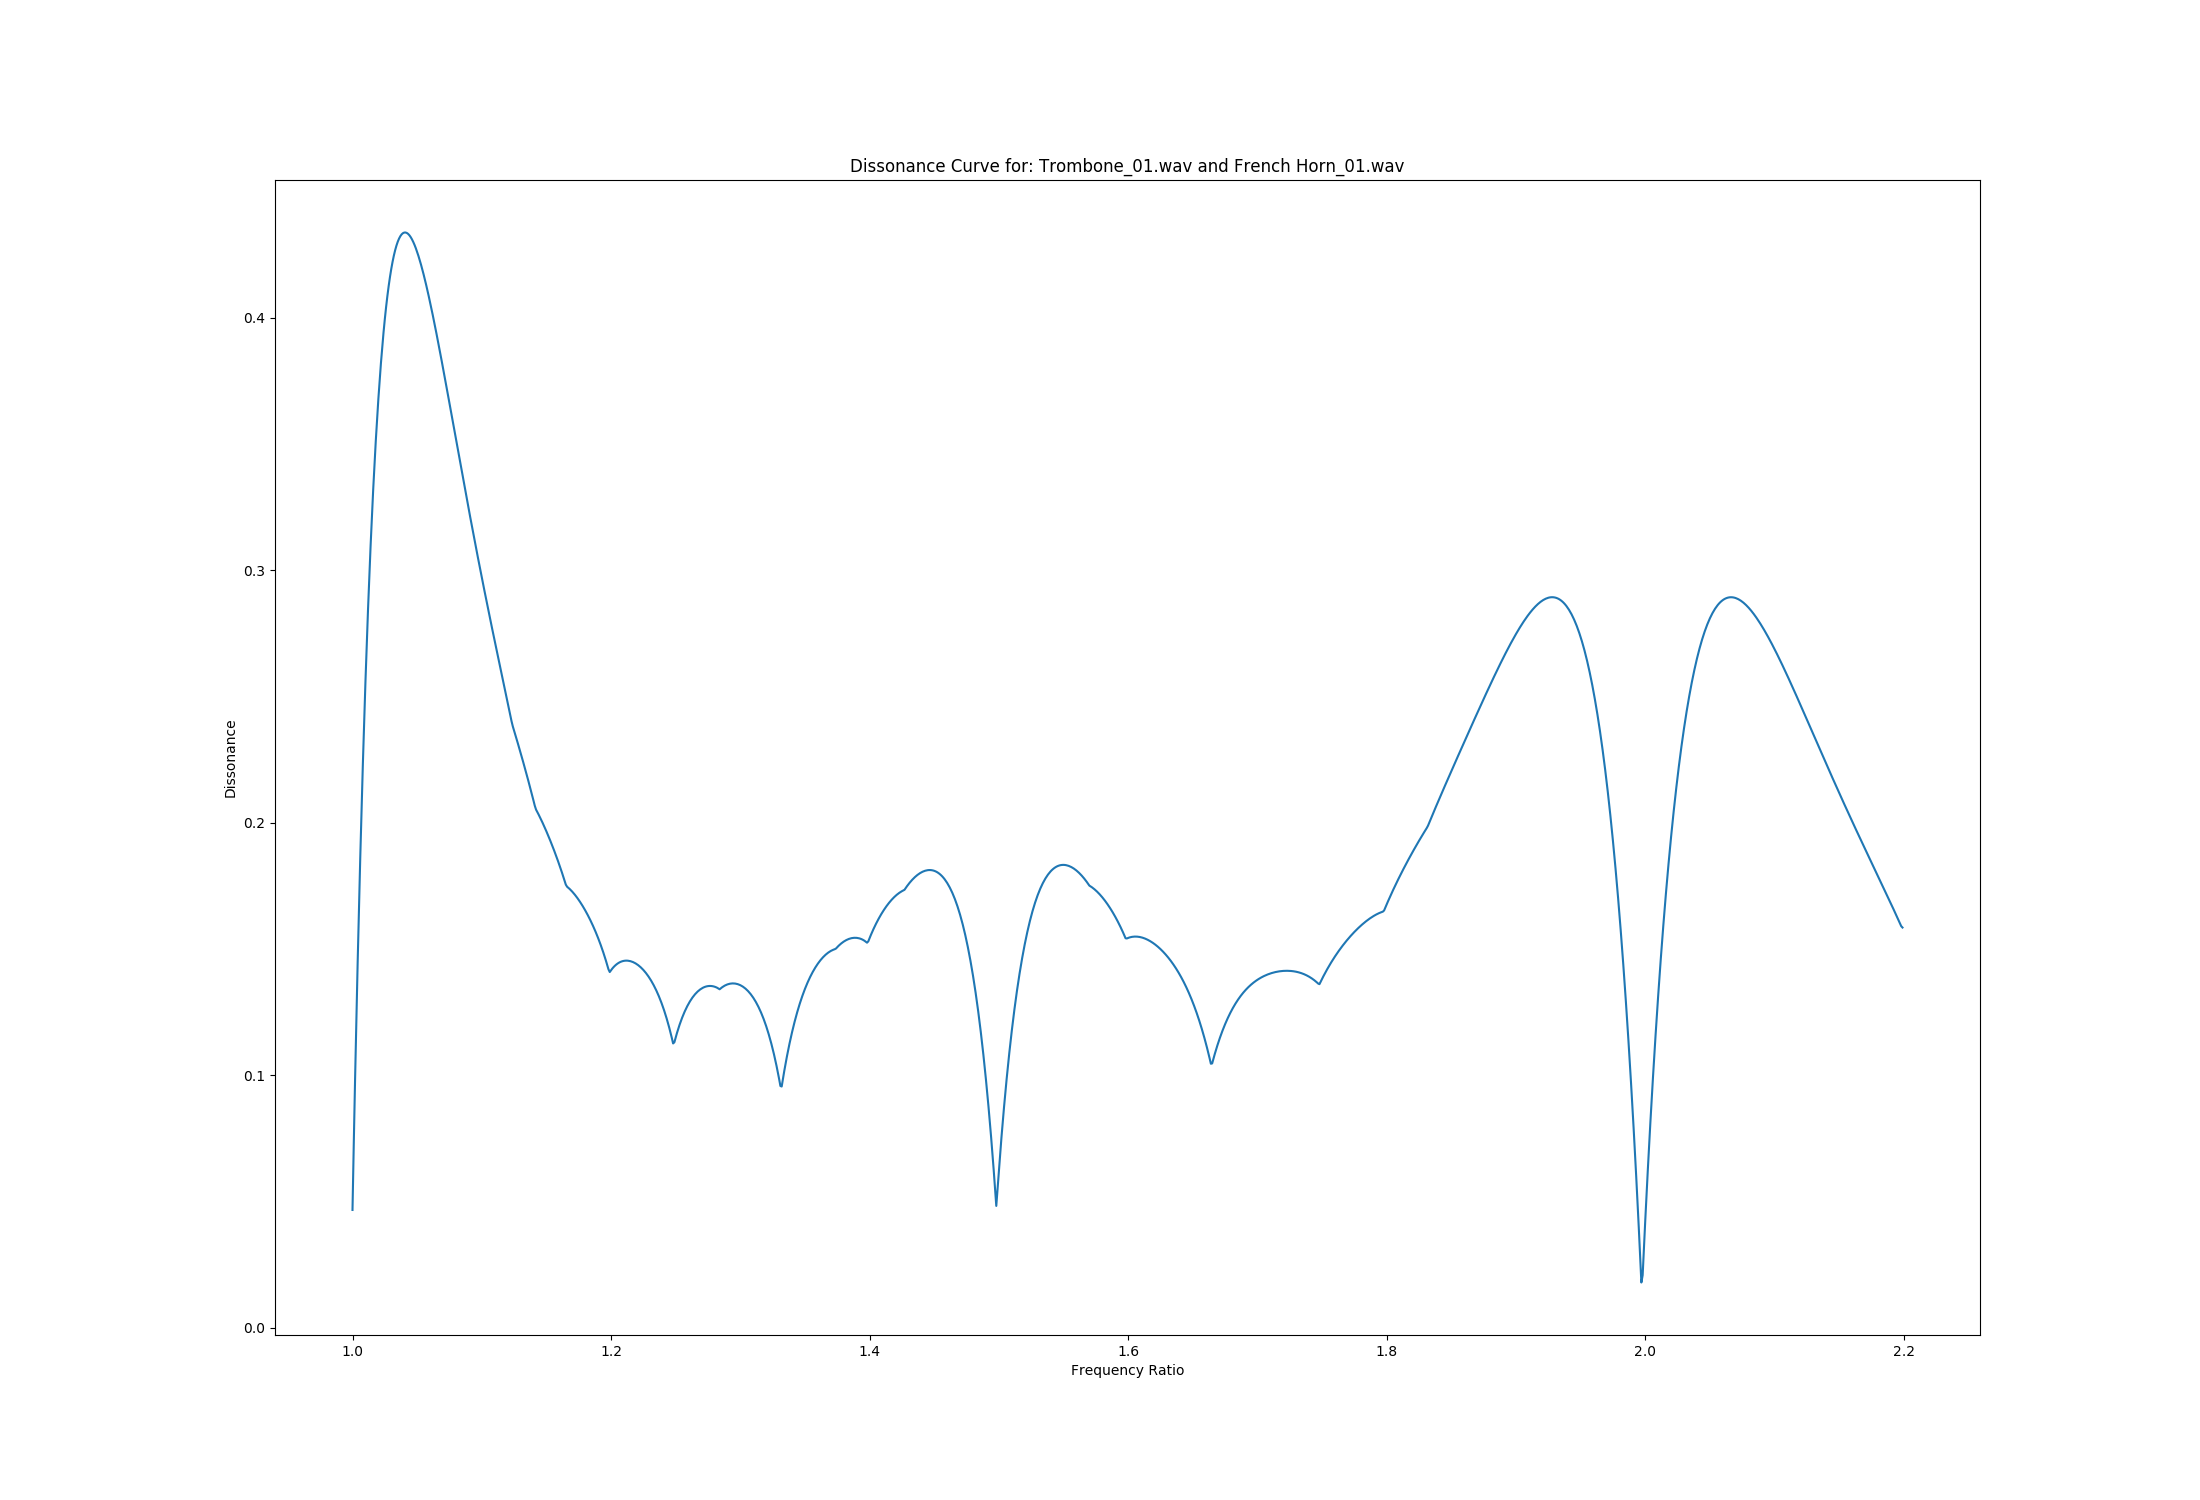 Dissonance Curve for: Trombone_01.wav and French Horn_01.wav
Dissonance
0.4
0.3
0.2
0.1
0.0
1.0 1.2 1.4 1.6 1.8 2.0 2.2
Frequency Ratio